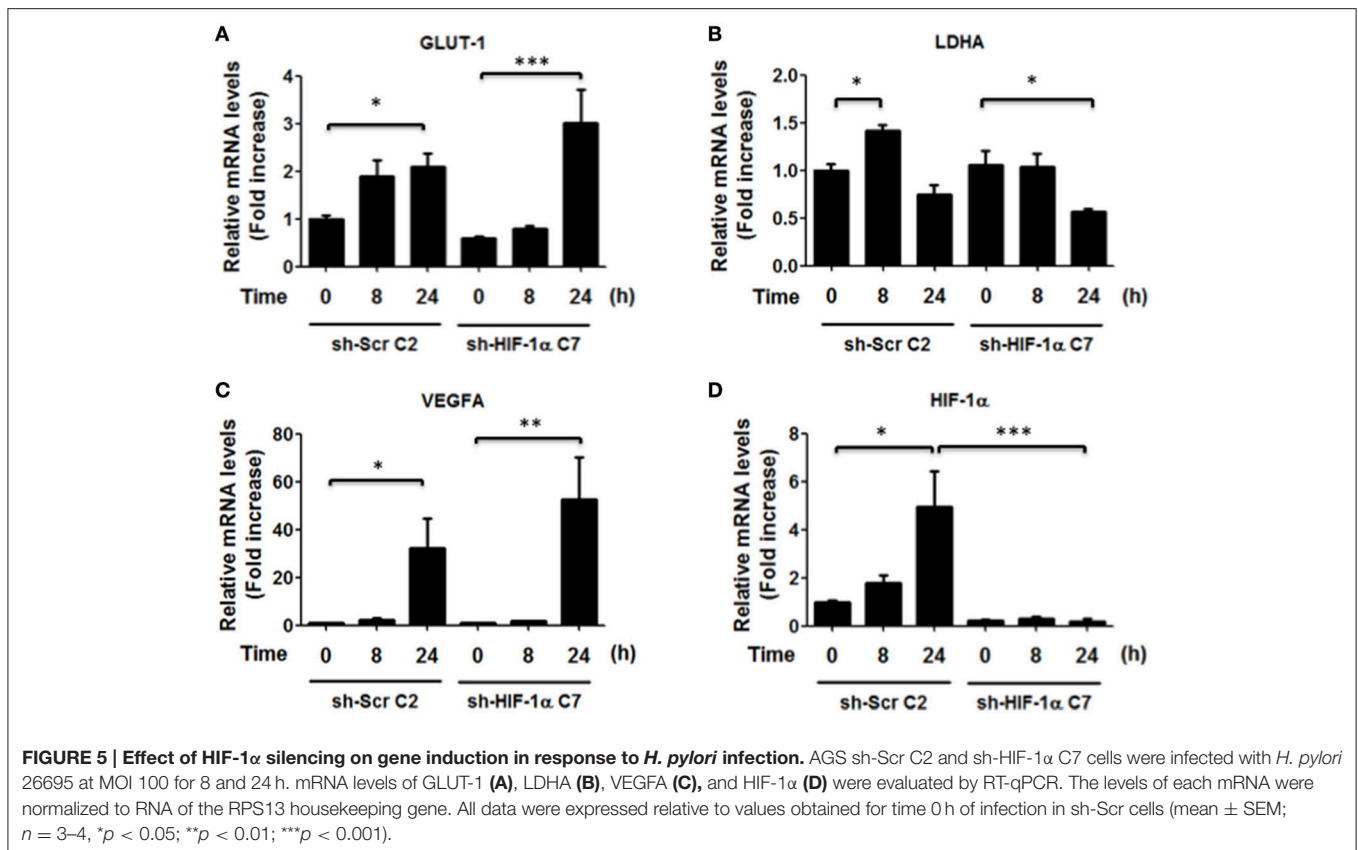 A
GLUT-1
Relative mRNA levels
(Fold increase)
4
3
2
1
0
*
***
Time 0 8 24 0 8 24 (h)
sh-Scr C2 sh-HIF-1α C7
B
LDHA
Relative mRNA levels
(Fold increase)
2.0
1.5
1.0
0.5
0.0
*
*
Time 0 8 24 0 8 24 (h)
sh-Scr C2 sh-HIF-1α C7
C
VEGFA
Relative mRNA levels
(Fold increase)
80
60
40
20
0
*
**
Time 0 8 24 0 8 24 (h)
sh-Scr C2 sh-HIF-1α C7
D
HIF-1α
Relative mRNA levels
(Fold increase)
8
6
4
2
0
*
***
Time 0 8 24 0 8 24 (h)
sh-Scr C2 sh-HIF-1α C7
FIGURE 5 | Effect of HIF-1α silencing on gene induction in response to H. pylori infection. AGS sh-Scr C2 and sh-HIF-1α C7 cells were infected with H. pylori
26695 at MOI 100 for 8 and 24 h. mRNA levels of GLUT-1 (A), LDHA (B), VEGFA (C), and HIF-1α (D) were evaluated by RT-qPCR. The levels of each mRNA were
normalized to RNA of the RPS13 housekeeping gene. All data were expressed relative to values obtained for time 0 h of infection in sh-Scr cells (mean ± SEM;
n = 3–4, *p < 0.05; **p < 0.01; ***p < 0.001).